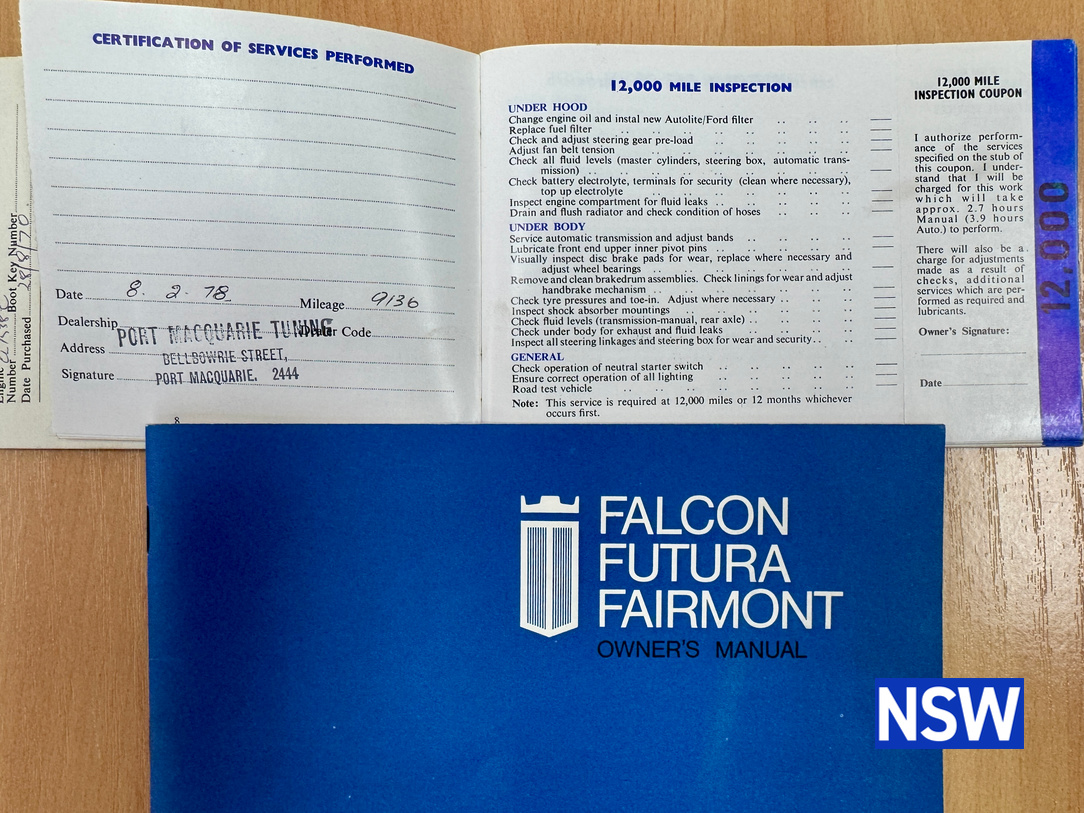 CERTIFICATION OF SERVICES PERFORMED
Date 8. 2. 78 Mileage 9136
Dealership PORT MACQUARIE TUNING Dealer Code
Address BELLBOWRIE STREET,
Signature PORT MACQUARIE. 2444
8
Number
Boot Key Number
Date Purchased 28/8/70
12,000 MILE INSPECTION
UNDER HOOD
Change engine oil and instal new Autolite/Ford filter
Replace fuel filter
Check and adjust steering gear pre-load
Adjust fan belt tension
Check all fluid levels (master cylinders, steering box, automatic trans-
mission)
Check battery electrolyte, terminals for security (clean where necessary),
top up electrolyte
Inspect engine compartment for fluid leaks
Drain and flush radiator and check condition of hoses
UNDER BODY
Service automatic transmission and adjust bands
Lubricate front end upper inner pivot pins
Visually inspect disc brake pads for wear, replace where necessary and
adjust wheel bearings
Remove and clean brakedrum assemblies. Check linings for wear and adjust
handbrake mechanism
Check tyre pressures and toe-in. Adjust where necessary
Inspect shock absorber mountings
Check fluid levels (transmission-manual, rear axle)
Check under body for exhaust and fluid leaks
Inspect all steering linkages and steering box for wear and security
GENERAL
Check operation of neutral starter switch
Ensure correct operation of all lighting
Road test vehicle
Note: This service is required at 12,000 miles or 12 months whichever
occurs first.
12,000 MILE
INSPECTION COUPON
I authorize perform-
ance of the services
specified on the stub of
this coupon. I under-
stand that I will be
charged for this work
which will take
approx. 2.7 hours
Manual (3.9 hours
Auto.) to perform.
There will also be a
charge for adjustments
made as a result of
checks, additional
services which are per-
formed as required and
lubricants.
Owner's Signature:
Date
12,000
FALCON
FUTURA
FAIRMONT
OWNER'S MANUAL
NSW